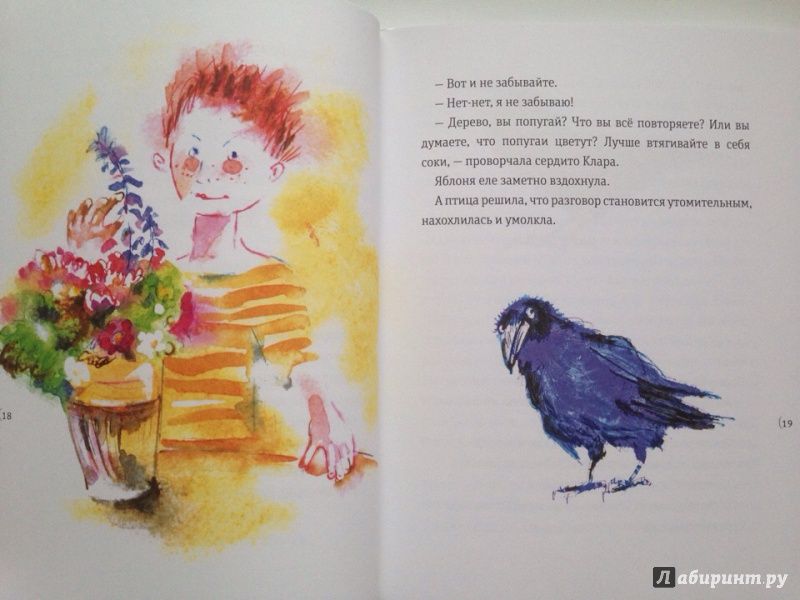 — Вот и не забывайте.
— Нет-нет, я не забываю!
— Дерево, вы попугай? Что вы всё повторяете? Или вы
думаете, что попугаи цветут? Лучше втягивайте в себя
соки, — проворчала сердито Клара.
Яблоня еле заметно вздохнула.
А птица решила, что разговор становится утомительным,
нахохлилась и умолкла.
(18
(19
Лабиринт.ру